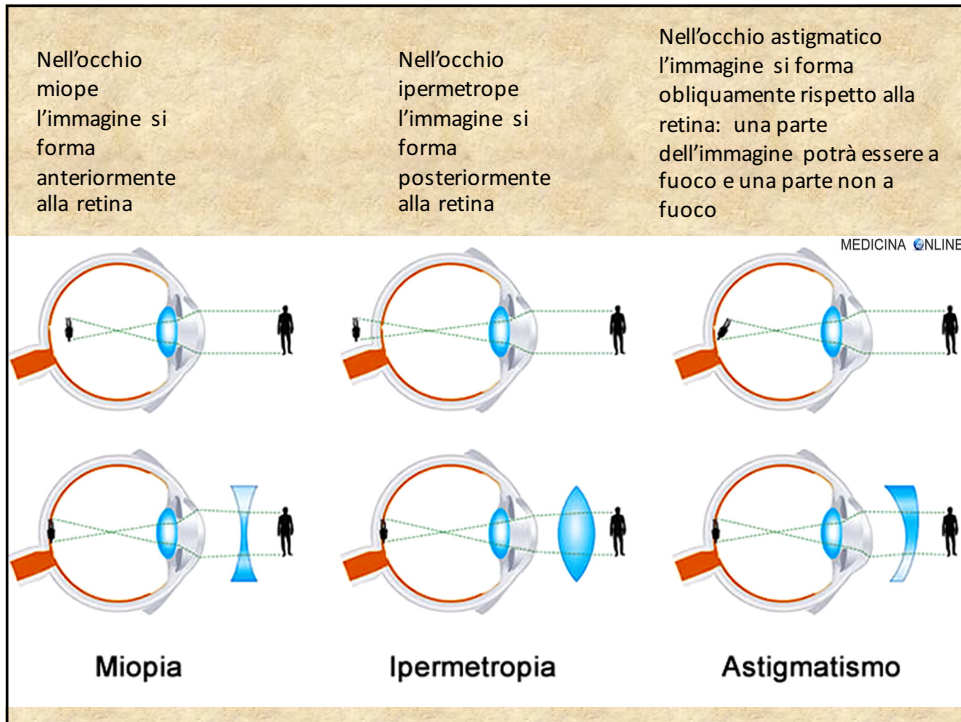 Nell'occhio
miope
l'immagine si
forma
anteriormente
alla retina
Nell'occhio
ipermetrope
l'immagine si
forma
posteriormente
alla retina
Nell'occhio astigmatico
l'immagine si forma
obliquamente rispetto alla
retina: una parte
dell'immagine potrà essere a
fuoco e una parte non a
fuoco
MEDICINA ONLINE
Miopia
Ipermetropia
Astigmatismo